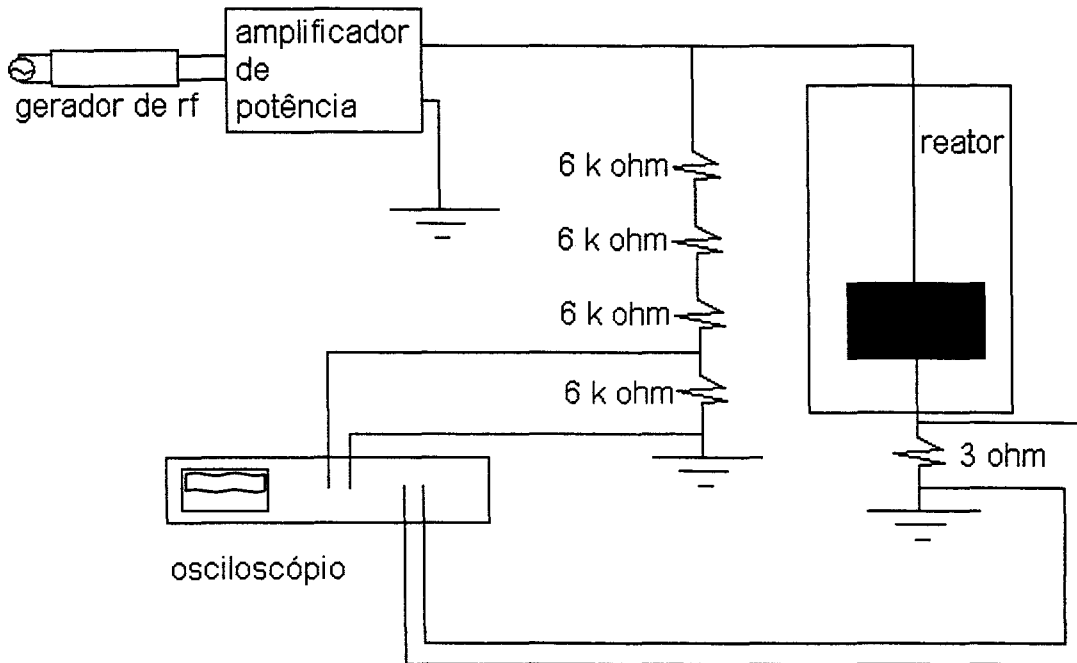 amplificador
de
potência
gerador de rf
reator
6 k ohm
6 k ohm
6 k ohm
6 k ohm
3 ohm
osciloscópio